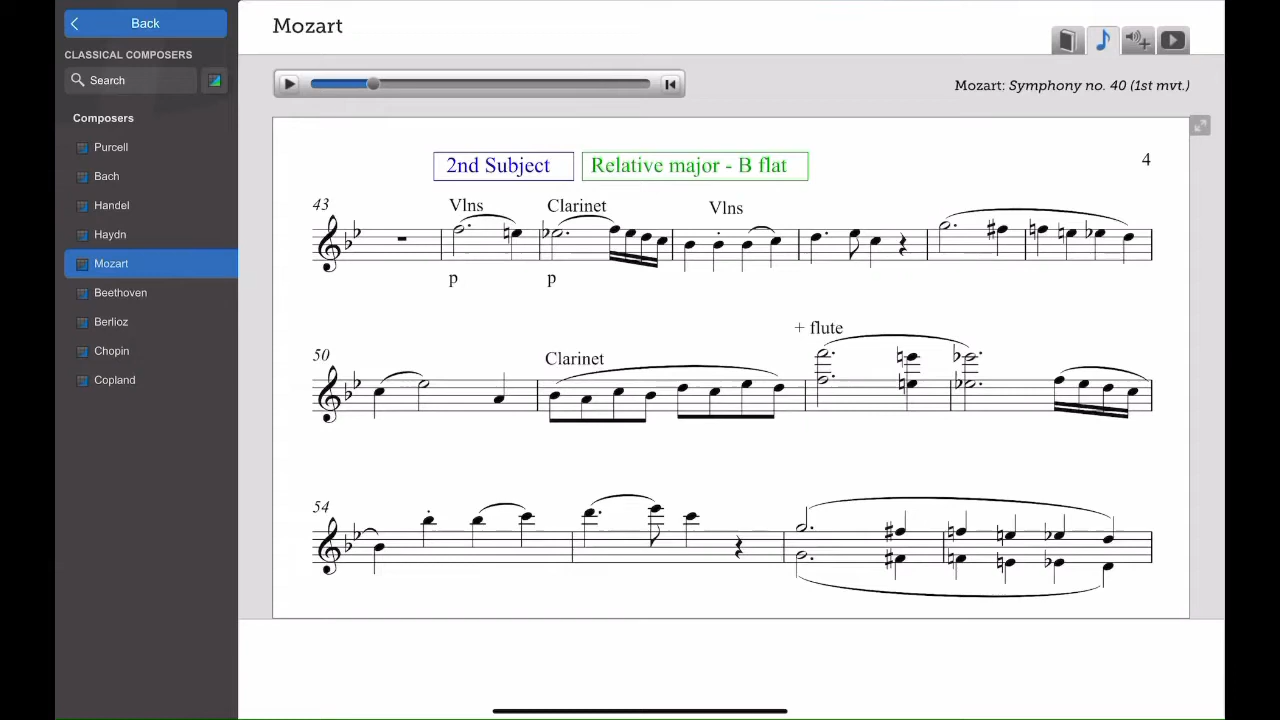 Back
CLASSICAL COMPOSERS
Search
Composers
Purcell
Bach
Handel
Haydn
Mozart
Beethoven
Berlioz
Chopin
Copland
Mozart
Mozart: Symphony no. 40 (1st mvt.)
2nd Subject Relative major - B flat
4
43
Vlns Clarinet Vlns
p p
+ flute
50
Clarinet
54